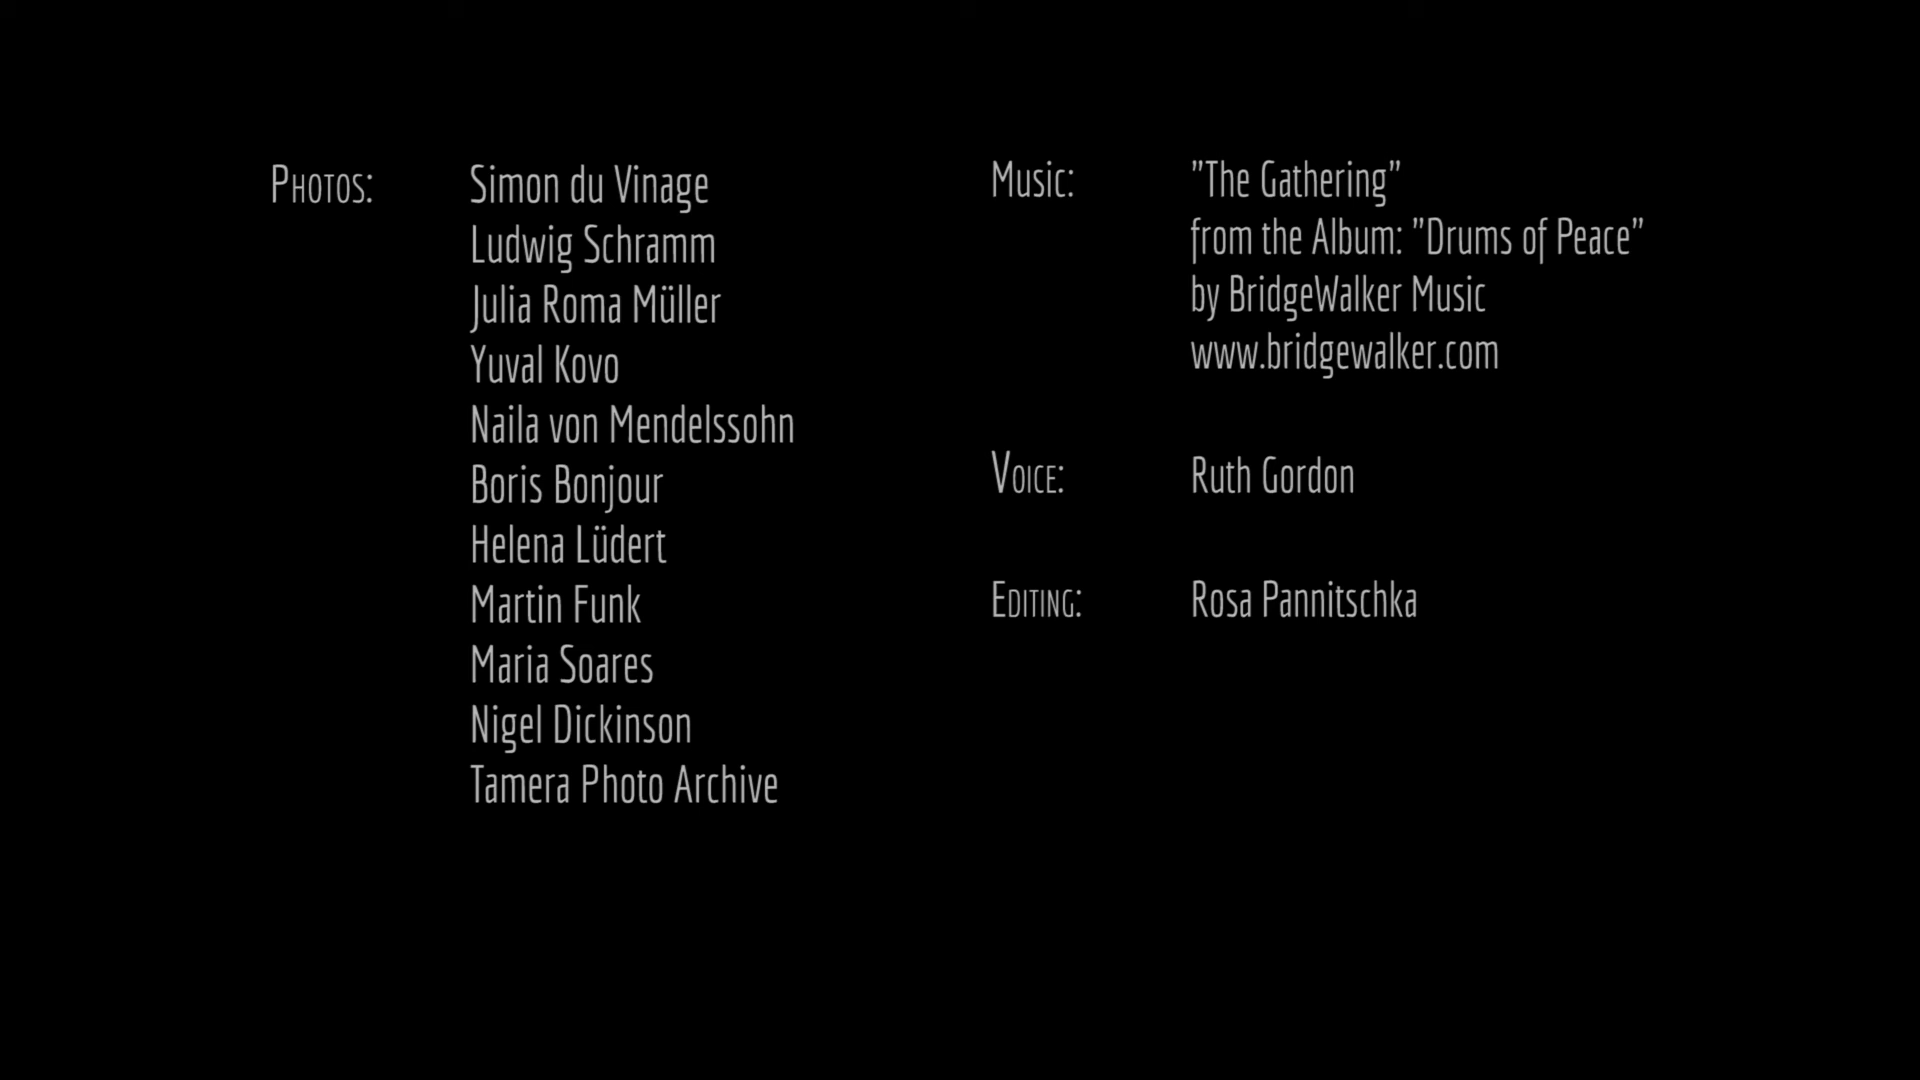 Photos:
Simon du Vinage
Ludwig Schramm
Julia Roma Müller
Yuval Kovo
Naila von Mendelssohn
Boris Bonjour
Helena Lüdert
Martin Funk
Maria Soares
Nigel Dickinson
Tamera Photo Archive
Music:
"The Gathering"
from the Album: "Drums of Peace"
by BridgeWalker Music
www.bridgewalker.com
Voice:
Ruth Gordon
Editing:
Rosa Pannitschka